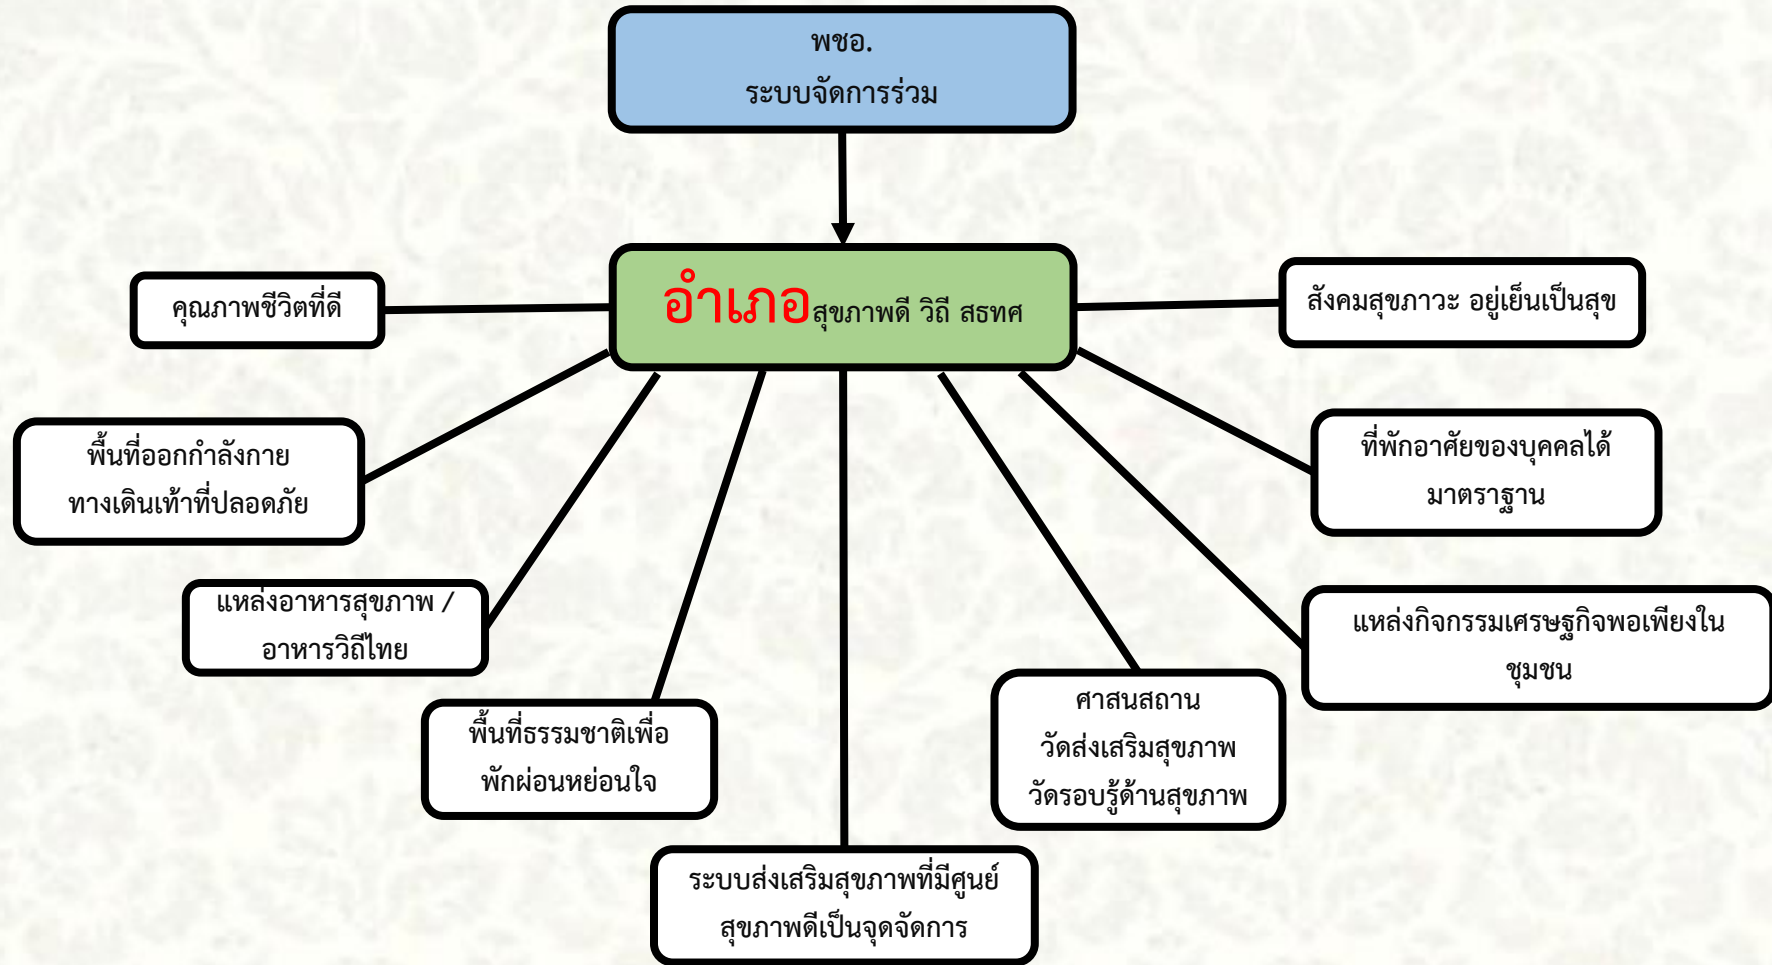 พชอ.
ระบบจัดการร่วม
อำเภอสุขภาพดี วิถี สธทศ
คุณภาพชีวิตที่ดี
สังคมสุขภาวะ อยู่เย็นเป็นสุข
พื้นที่ออกกำลังกาย
ทางเดินเท้าที่ปลอดภัย
ที่พักอาศัยของบุคคลได้
มาตราฐาน
แหล่งอาหารสุขภาพ /
อาหารวิถีไทย
แหล่งกิจกรรมเศรษฐกิจพอเพียงใน
ชุมชน
พื้นที่ธรรมชาติเพื่อ
พักผ่อนหย่อนใจ
ศาสนสถาน
วัดส่งเสริมสุขภาพ
วัดรอบรู้ด้านสุขภาพ
ระบบส่งเสริมสุขภาพที่มีศูนย์
สุขภาพดีเป็นจุดจัดการ